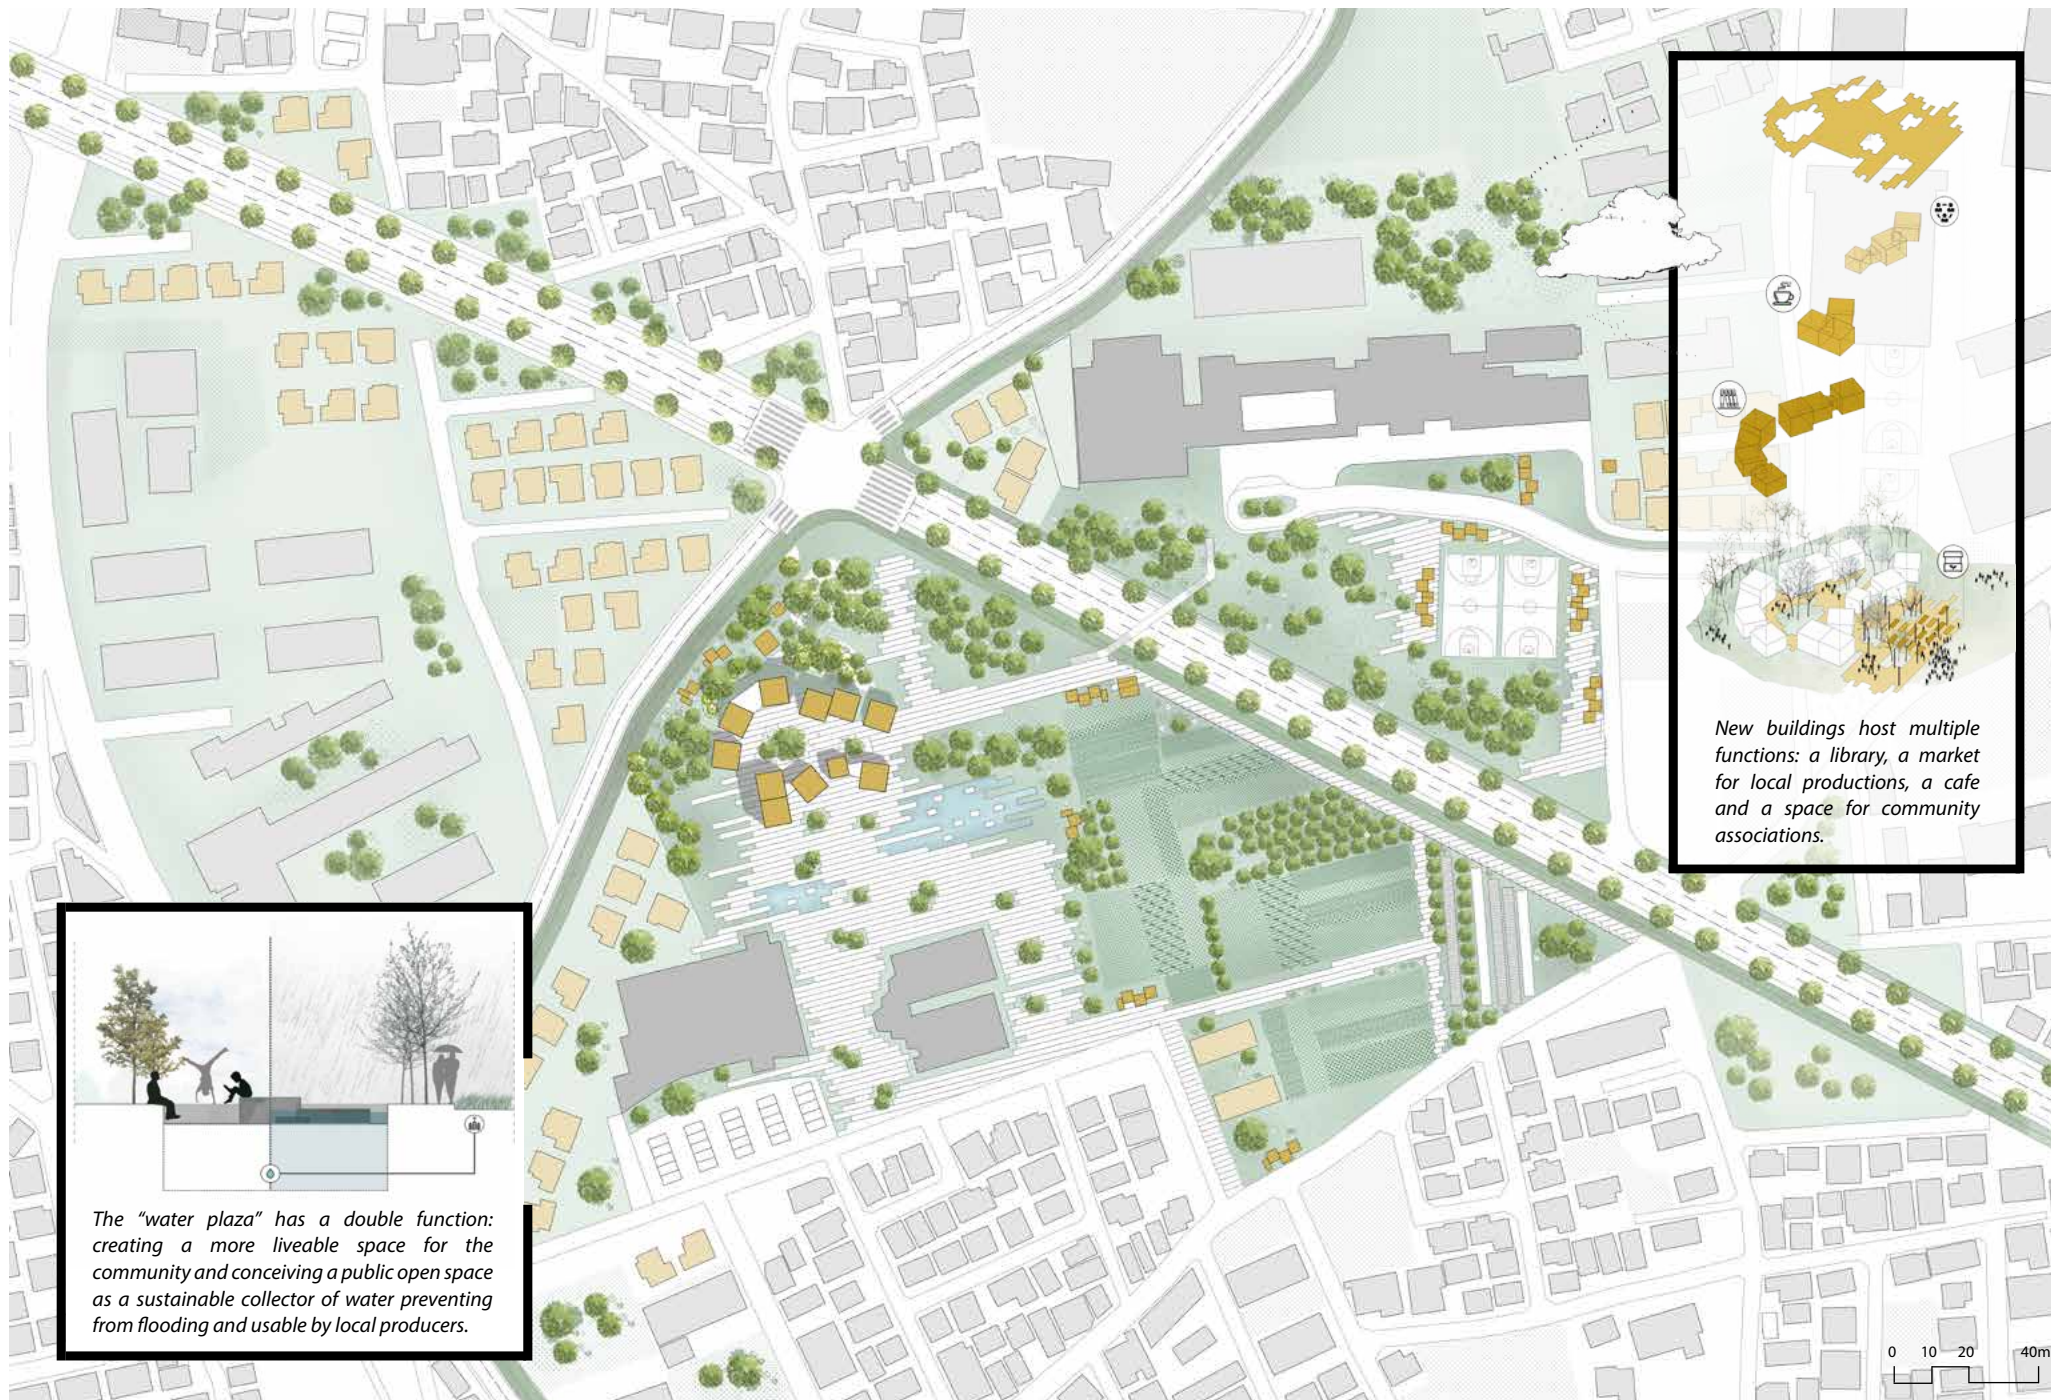 New buildings host multiple
functions: a library, a market
for local productions, a cafe
and a space for community
associations.
The “water plaza” has a double function:
creating a more liveable space for the
community and conceiving a public open space
as a sustainable collector of water preventing
from flooding and usable by local producers.
0 10 20 40m